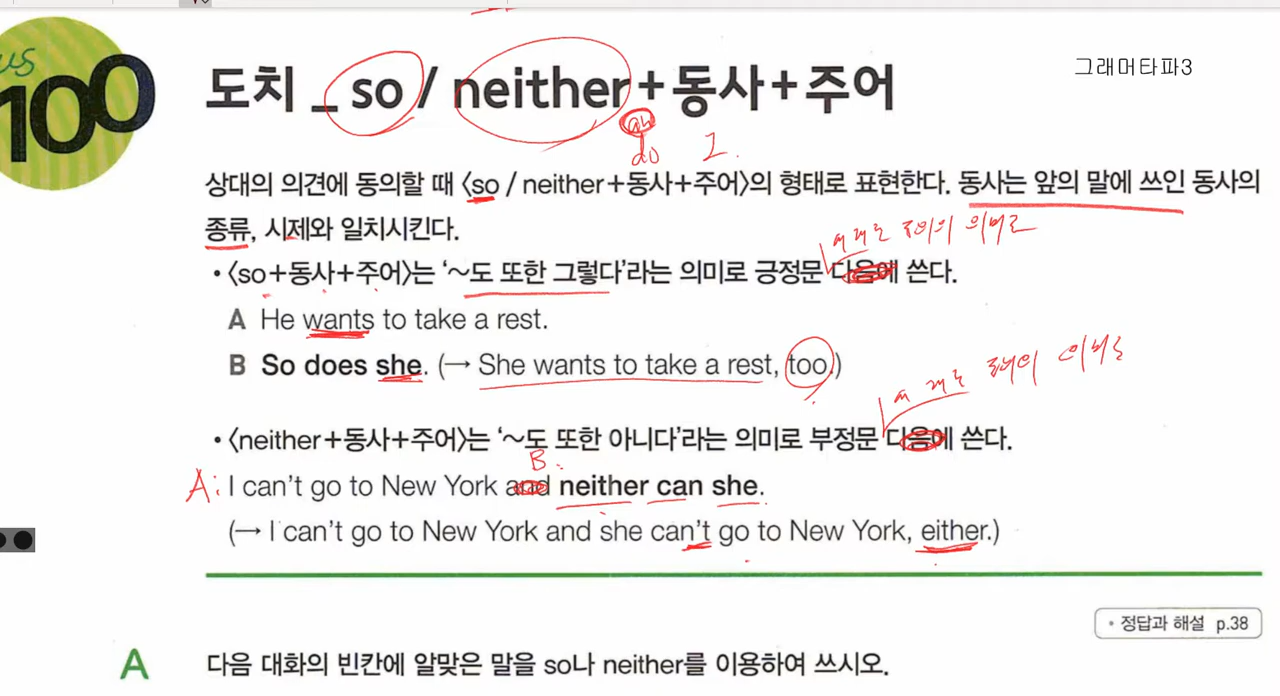 us
100
도치 _ so / neither+동사+주어
그래머타파3
am
do I.
상대의 의견에 동의할 때 〈so / neither+동사+주어〉의 형태로 표현한다. 동사는 앞의 말에 쓰인 동사의
종류, 시제와 일치시킨다.
• 〈so+동사+주어〉는 ‘～도 또한 그렇다’라는 의미로 긍정문 다음에 쓴다.
A He wants to take a rest.
B So does she. (→ She wants to take a rest, too.)
• 〈neither+동사+주어〉는 ‘～도 또한 아니다’라는 의미로 부정문 다음에 쓴다.
B.
A: I can't go to New York and neither can she.
(→ I can't go to New York and she can't go to New York, either.)
• 정답과 해설 p.38
A 다음 대화의 빈칸에 알맞은 말을 so나 neither를 이용하여 쓰시오.